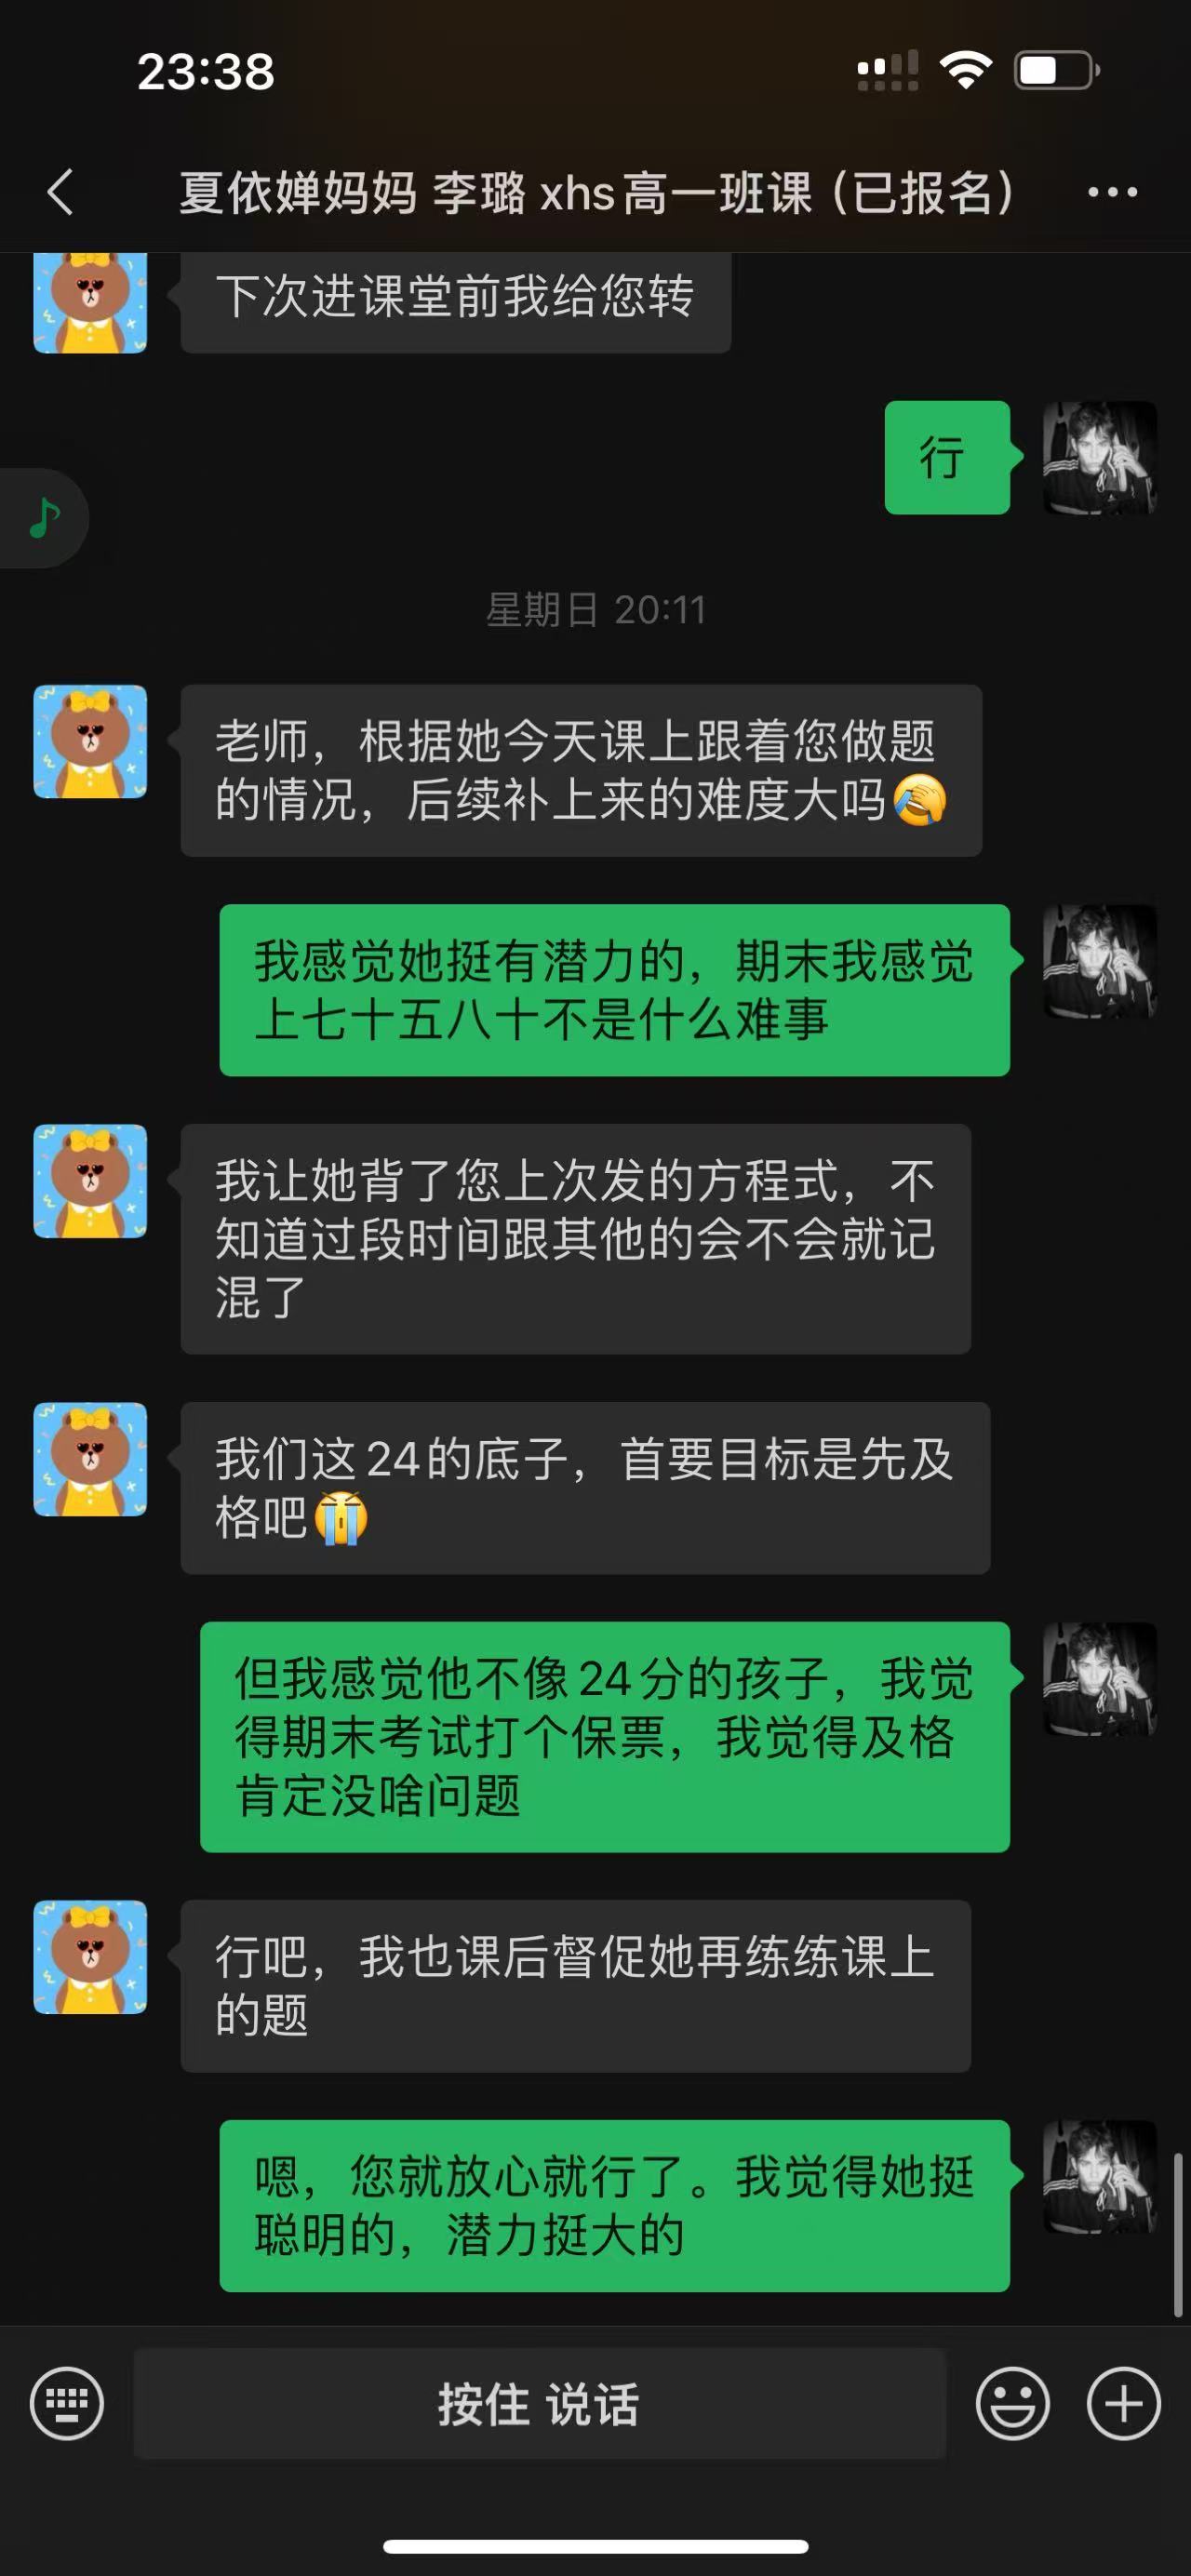 23:38
夏依婵妈妈 李璐 xhs高一班课 (已报名)
下次进课堂前我给您转
行
星期日 20:11
老师，根据她今天课上跟着您做题
的情况，后续补上来的难度大吗🤦
我感觉她挺有潜力的，期末我感觉
上七十五八十不是什么难事
我让她背了您上次发的方程式，不
知道过段时间跟其他的会不会就记
混了
我们这24的底子，首要目标是先及
格吧😭
但我感觉他不像24分的孩子，我觉
得期末考试打个保票，我觉得及格
肯定没啥问题
行吧，我也课后督促她再练练课上
的题
嗯，您就放心就行了。我觉得她挺
聪明的，潜力挺大的
按住 说话